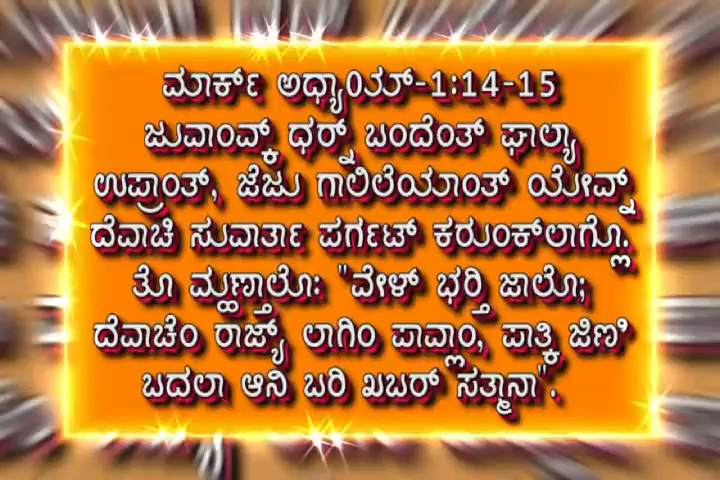 ಮಾರ್ಕ್ ಅಧ್ಯಾಯ್-1:14-15
ಜುವಾಂವ್ಕ್ ಧರ್ನ್ ಬಂದೆಂತ್ ಘಾಲ್ಯಾ
ಉಪ್ರಾಂತ್, ಜೆಜು ಗಾಲಿಲೆಯಾಂತ್ ಯೇವ್ನ್
ದೆವಾಚಿ ಸುವಾರ್ತಾ ಪರ್ಗಟ್ ಕರುಂಕ್‌ಲಾಗ್ಲೊ.
ತೊ ಮ್ಹಣ್ತಾಲೊ: "ವೇಳ್ ಭರ್ತಿ ಜಾಲೊ;
ದೆವಾಚೆಂ ರಾಜ್ಯ್ ಲಾಗಿಂ ಪಾವ್ಲಾಂ, ಪಾತ್ಕಿ ಜಿಣಿ
ಬದಲಾ ಆನಿ ಬರಿ ಖಬರ್ ಸತ್ಮಾನಾ".